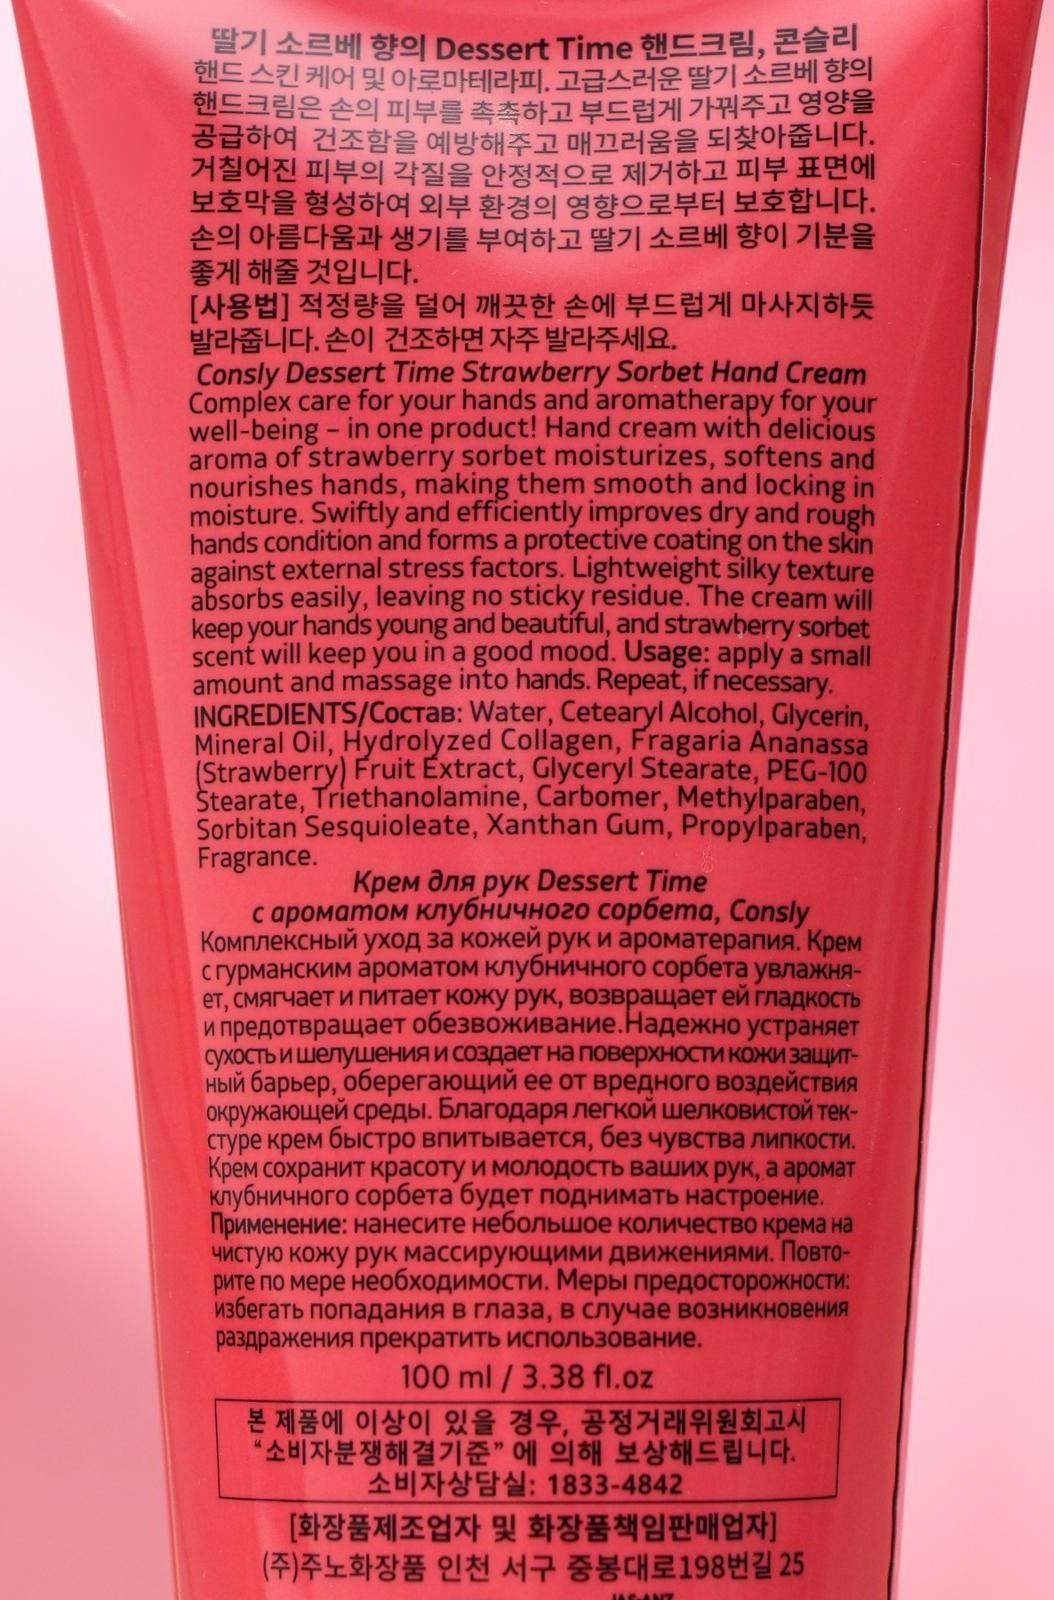 딸기 소르베 향의 Dessert Time 핸드크림, 콘슬리
핸드 스킨 케어 및 아로마테라피. 고급스러운 딸기 소르베 향의
핸드크림은 손의 피부를 촉촉하고 부드럽게 가꿔주고 영양을
공급하여 건조함을 예방해주고 매끄러움을 되찾아줍니다.
거칠어진 피부의 각질을 안정적으로 제거하고 피부 표면에
보호막을 형성하여 외부 환경의 영향으로부터 보호합니다.
손의 아름다움과 생기를 부여하고 딸기 소르베 향이 기분을
좋게 해줄 것입니다.
[사용법] 적정량을 덜어 깨끗한 손에 부드럽게 마사지하듯
발라줍니다. 손이 건조하면 자주 발라주세요.
Consly Dessert Time Strawberry Sorbet Hand Cream
Complex care for your hands and aromatherapy for your
well-being – in one product! Hand cream with delicious
aroma of strawberry sorbet moisturizes, softens and
nourishes hands, making them smooth and locking in
moisture. Swiftly and efficiently improves dry and rough
hands condition and forms a protective coating on the skin
against external stress factors. Lightweight silky texture
absorbs easily, leaving no sticky residue. The cream will
keep your hands young and beautiful, and strawberry sorbet
scent will keep you in a good mood. Usage: apply a small
amount and massage into hands. Repeat, if necessary.
INGREDIENTS/Состав: Water, Cetearyl Alcohol, Glycerin,
Mineral Oil, Hydrolyzed Collagen, Fragaria Ananassa
(Strawberry) Fruit Extract, Glyceryl Stearate, PEG-100
Stearate, Triethanolamine, Carbomer, Methylparaben,
Sorbitan Sesquioleate, Xanthan Gum, Propylparaben,
Fragrance.
Крем для рук Dessert Time
с ароматом клубничного сорбета, Consly
Комплексный уход за кожей рук и ароматерапия. Крем
с гурманским ароматом клубничного сорбета увлажня-
ет, смягчает и питает кожу рук, возвращает ей гладкость
и предотвращает обезвоживание.Надежно устраняет
сухость и шелушения и создает на поверхности кожи защит-
ный барьер, оберегающий ее от вредного воздействия
окружающей среды. Благодаря легкой шелковистой тек-
стуре крем быстро впитывается, без чувства липкости.
Крем сохранит красоту и молодость ваших рук, а аромат
клубничного сорбета будет поднимать настроение.
Применение: нанесите небольшое количество крема на
чистую кожу рук массирующими движениями. Повто-
рите по мере необходимости. Меры предосторожности:
избегать попадания в глаза, в случае возникновения
раздражения прекратить использование.
100 ml / 3.38 fl.oz
본 제품에 이상이 있을 경우, 공정거래위원회고시
“소비자분쟁해결기준” 에 의해 보상해드립니다.
소비자상담실: 1833-4842
[화장품제조업자 및 화장품책임판매업자]
(주)주노화장품 인천 서구 중봉대로198번길 25
JAS-ANZ